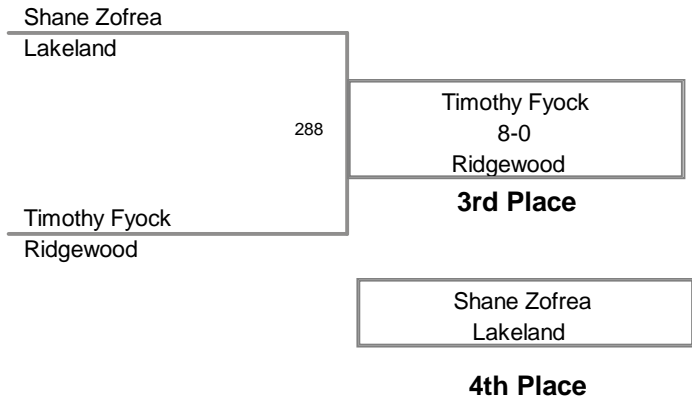 Shane Zofrea
Lakeland
288
Timothy Fyock
8-0
Ridgewood
3rd Place
Timothy Fyock
Ridgewood
Shane Zofrea
Lakeland
4th Place